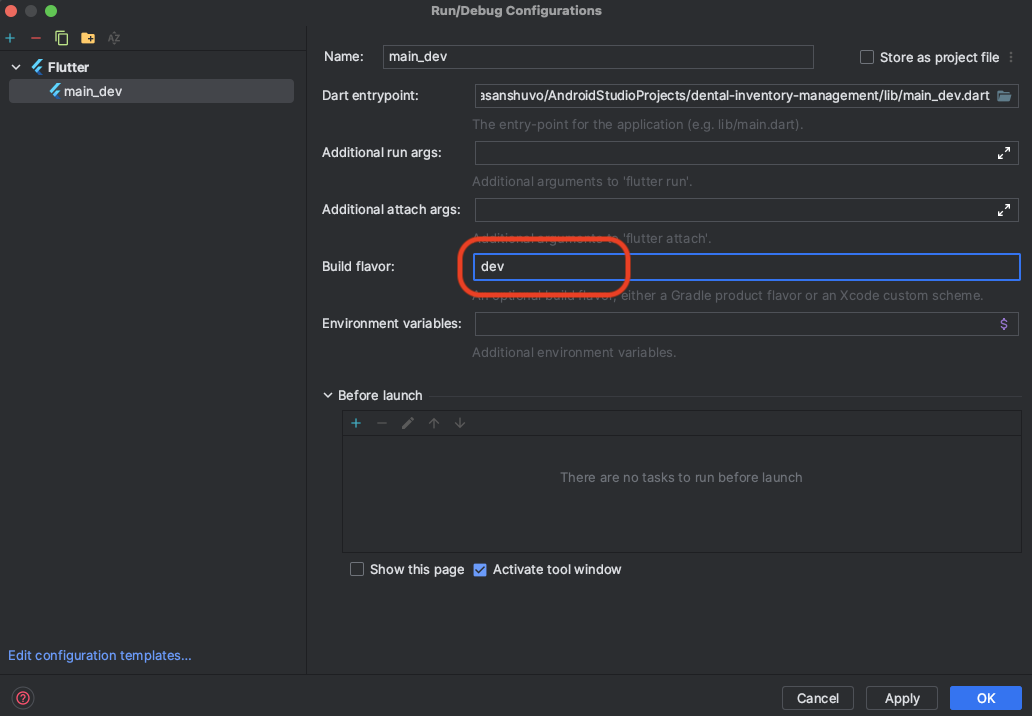 Run/Debug Configurations
Flutter
main_dev
Name: main_dev Store as project file
Dart entrypoint: asanshuvo/AndroidStudioProjects/dental-inventory-management/lib/main_dev.dart
The entry-point for the application (e.g. lib/main.dart).
Additional run args:
Additional arguments to 'flutter run'.
Additional attach args:
Additional arguments to 'flutter attach'.
Build flavor: dev
An optional build flavor, either a Gradle product flavor or an Xcode custom scheme.
Environment variables: $
Additional environment variables.
Before launch
There are no tasks to run before launch
Show this page Activate tool window
Edit configuration templates...
? Cancel Apply OK